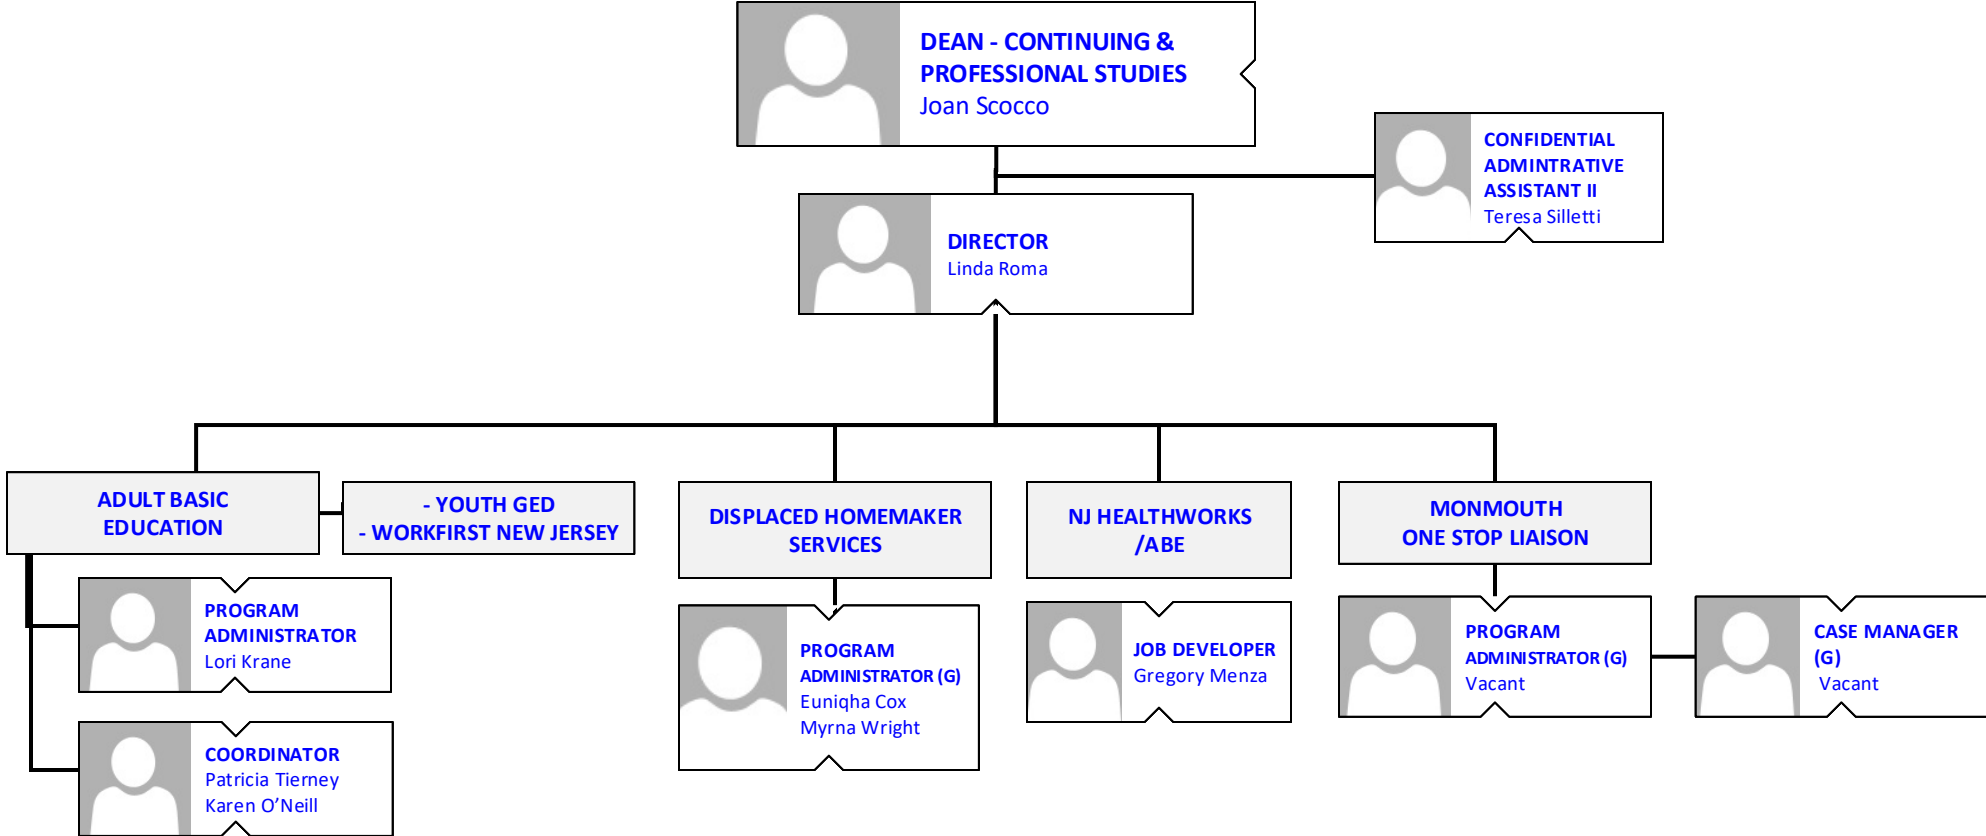 DEAN - CONTINUING &
PROFESSIONAL STUDIES
Joan Scocco
CONFIDENTIAL
ADMINTRATIVE
ASSISTANT II
Teresa Silletti
DIRECTOR
Linda Roma
ADULT BASIC
EDUCATION
- YOUTH GED
- WORKFIRST NEW JERSEY
DISPLACED HOMEMAKER
SERVICES
NJ HEALTHWORKS
/ABE
MONMOUTH
ONE STOP LIAISON
PROGRAM
ADMINISTRATOR
Lori Krane
COORDINATOR
Patricia Tierney
Karen O’Neill
PROGRAM
ADMINISTRATOR (G)
Euniqha Cox
Myrna Wright
JOB DEVELOPER
Gregory Menza
PROGRAM
ADMINISTRATOR (G)
Vacant
CASE MANAGER
(G)
Vacant